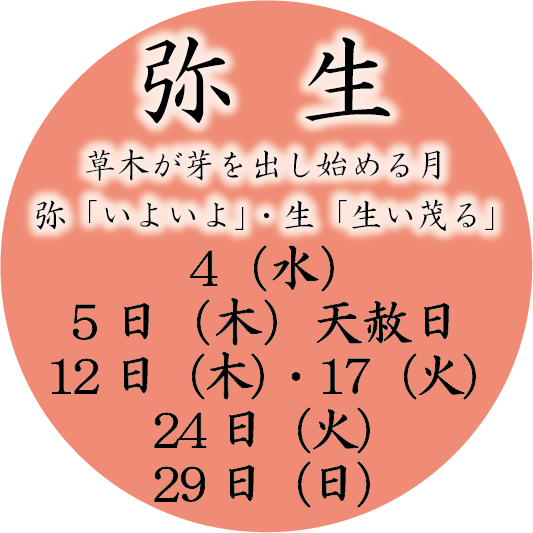 弥 生
草木が芽を出し始める月
弥「いよいよ」・生「生い茂る」
4（水）
5日（木）天赦日
12日（木）・17（火）
24日（火）
29日（日）